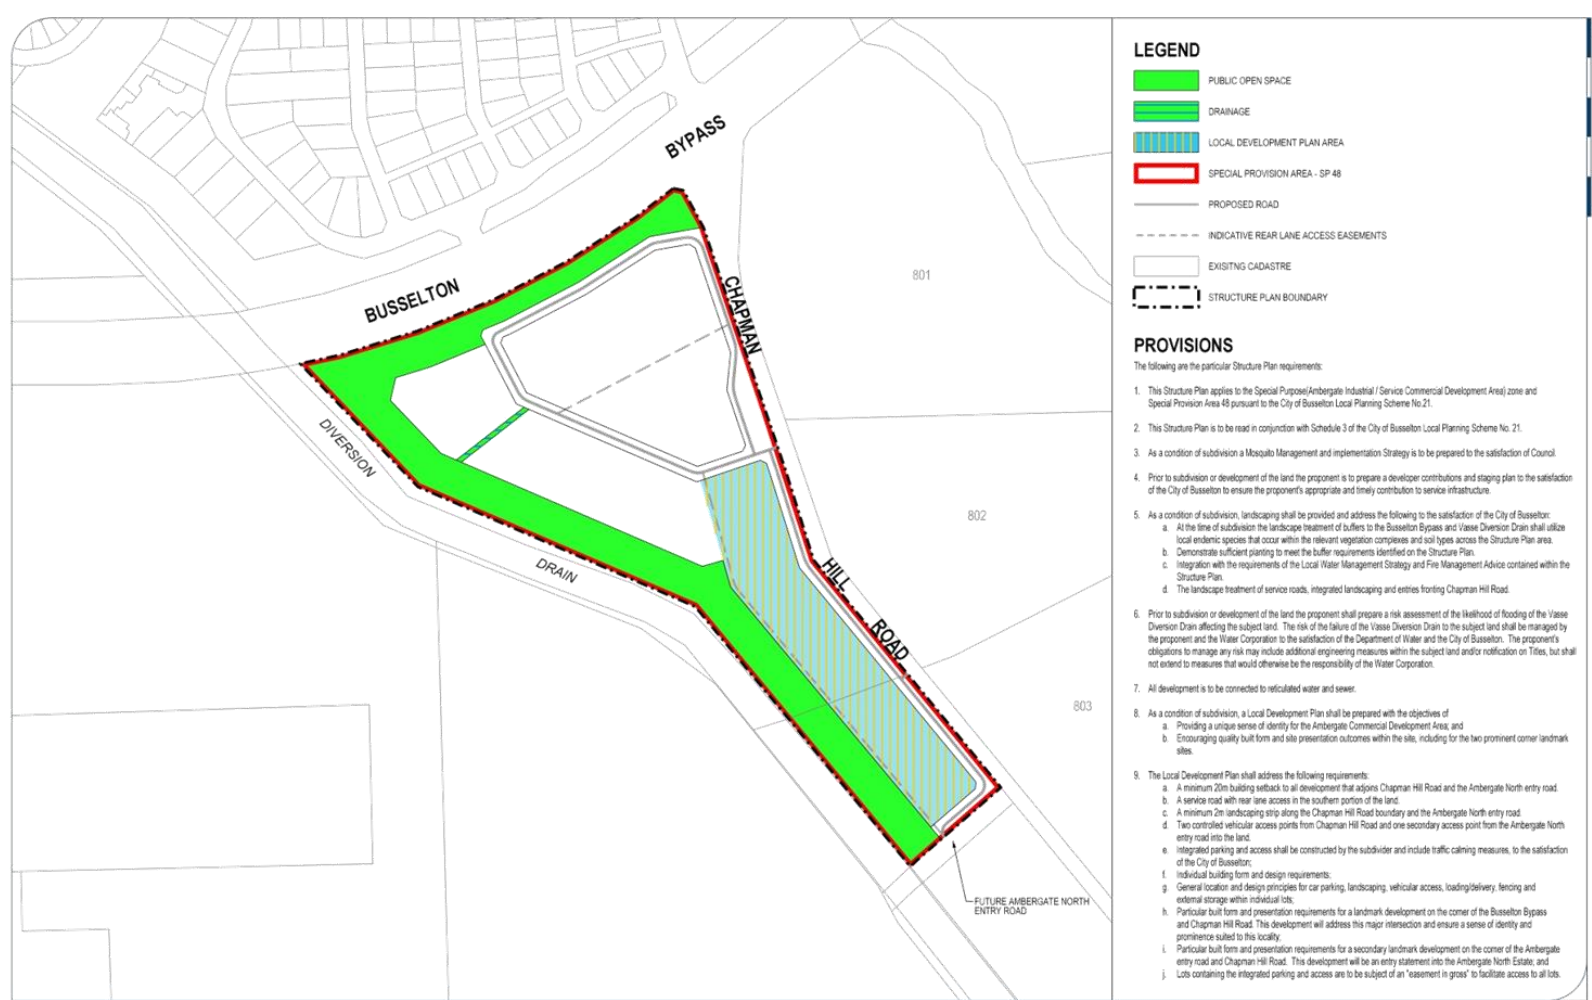 BUSSELTON
BYPASS
CHAPMAN
HILL
ROAD
DIVERSION
DRAIN
801
802
803
FUTURE AMBERGATE NORTH
ENTRY ROAD
LEGEND
PUBLIC OPEN SPACE
DRAINAGE
LOCAL DEVELOPMENT PLAN AREA
SPECIAL PROVISION AREA - SP 48
PROPOSED ROAD
INDICATIVE REAR LANE ACCESS EASEMENTS
EXISITNG CADASTRE
STRUCTURE PLAN BOUNDARY
PROVISIONS
The following are the particular Structure Plan requirements:
1. This Structure Plan applies to the Special Purpose(Ambergate Industrial / Service Commercial Development Area) zone and
Special Provision Area 48 pursuant to the City of Busselton Local Planning Scheme No.21.
2. This Structure Plan is to be read in conjunction with Schedule 3 of the City of Busselton Local Planning Scheme No. 21.
3. As a condition of subdivision a Mosquito Management and implementation Strategy is to be prepared to the satisfaction of Council.
4. Prior to subdivision or development of the land the proponent is to prepare a developer contributions and staging plan to the satisfaction
of the City of Busselton to ensure the proponent's appropriate and timely contribution to service infrastructure.
5. As a condition of subdivision, landscaping shall be provided and address the following to the satisfaction of the City of Busselton:
a. At the time of subdivision the landscape treatment of buffers to the Busselton Bypass and Vasse Diversion Drain shall utilize
local endemic species that occur within the relevant vegetation complexes and soil types across the Structure Plan area.
b. Demonstrate sufficient planting to meet the buffer requirements identified on the Structure Plan.
c. Integration with the requirements of the Local Water Management Strategy and Fire Management Advice contained within the
Structure Plan.
d. The landscape treatment of service roads, integrated landscaping and entries fronting Chapman Hill Road.
6. Prior to subdivision or development of the land the proponent shall prepare a risk assessment of the likelihood of flooding of the Vasse
Diversion Drain affecting the subject land. The risk of the failure of the Vasse Diversion Drain to the subject land shall be managed by
the proponent and the Water Corporation to the satisfaction of the Department of Water and the City of Busselton. The proponent's
obligations to manage any risk may include additional engineering measures within the subject land and/or notification on Titles, but shall
not extend to measures that would otherwise be the responsibility of the Water Corporation.
7. All development is to be connected to reticulated water and sewer.
8. As a condition of subdivision, a Local Development Plan shall be prepared with the objectives of
a. Providing a unique sense of identity for the Ambergate Commercial Development Area; and
b. Encouraging quality built form and site presentation outcomes within the site, including for the two prominent corner landmark
sites.
9. The Local Development Plan shall address the following requirements:
a. A minimum 20m building setback to all development that adjoins Chapman Hill Road and the Ambergate North entry road.
b. A service road with rear lane access in the southern portion of the land.
c. A minimum 2m landscaping strip along the Chapman Hill Road boundary and the Ambergate North entry road.
d. Two controlled vehicular access points from Chapman Hill Road and one secondary access point from the Ambergate North
entry road into the land.
e. Integrated parking and access shall be constructed by the subdivider and include traffic calming measures, to the satisfaction
of the City of Busselton;
f. Individual building form and design requirements;
g. General location and design principles for car parking, landscaping, vehicular access, loading/delivery, fencing and
external storage within individual lots;
h. Particular built form and presentation requirements for a landmark development on the corner of the Busselton Bypass
and Chapman Hill Road. This development will address this major intersection and ensure a sense of identity and
prominence suited to this locality;
i. Particular built form and presentation requirements for a secondary landmark development on the corner of the Ambergate
entry road and Chapman Hill Road. This development will be an entry statement into the Ambergate North Estate; and
j. Lots containing the integrated parking and access are to be subject of an "easement in gross" to facilitate access to all lots.